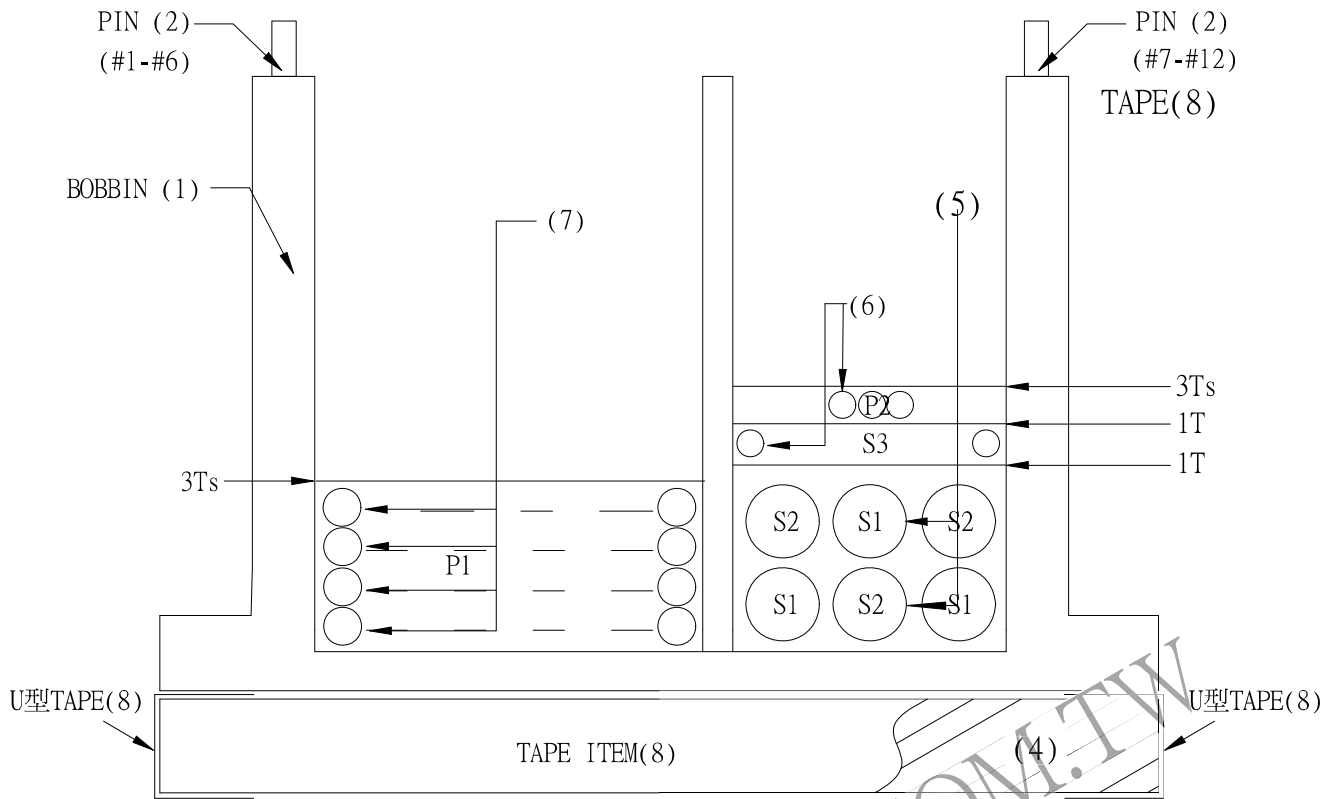 PIN (2)
(#1-#6)
PIN (2)
(#7-#12)
TAPE(8)
BOBBIN (1)
(7)
(5)
(6)
3Ts
P2
1T
S3
1T
3Ts
S2 S1 S2
P1
S1 S2 S1
U型TAPE(8)
U型TAPE(8)
TAPE ITEM(8)
(4)
OM.TW